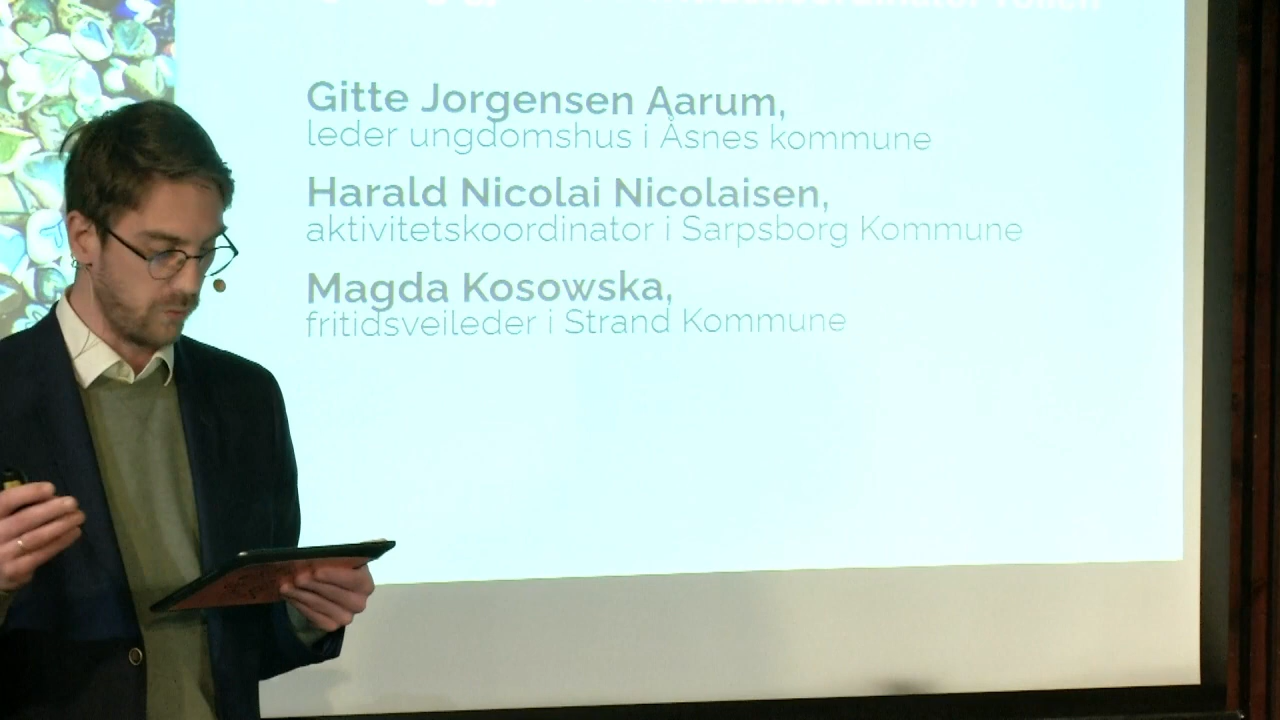 Gitte Jorgensen Aarum,
leder ungdomshus i Åsnes kommune
Harald Nicolai Nicolaisen,
aktivitetskoordinator i Sarpsborg Kommune
Magda Kosowska,
fritidsveileder i Strand Kommune